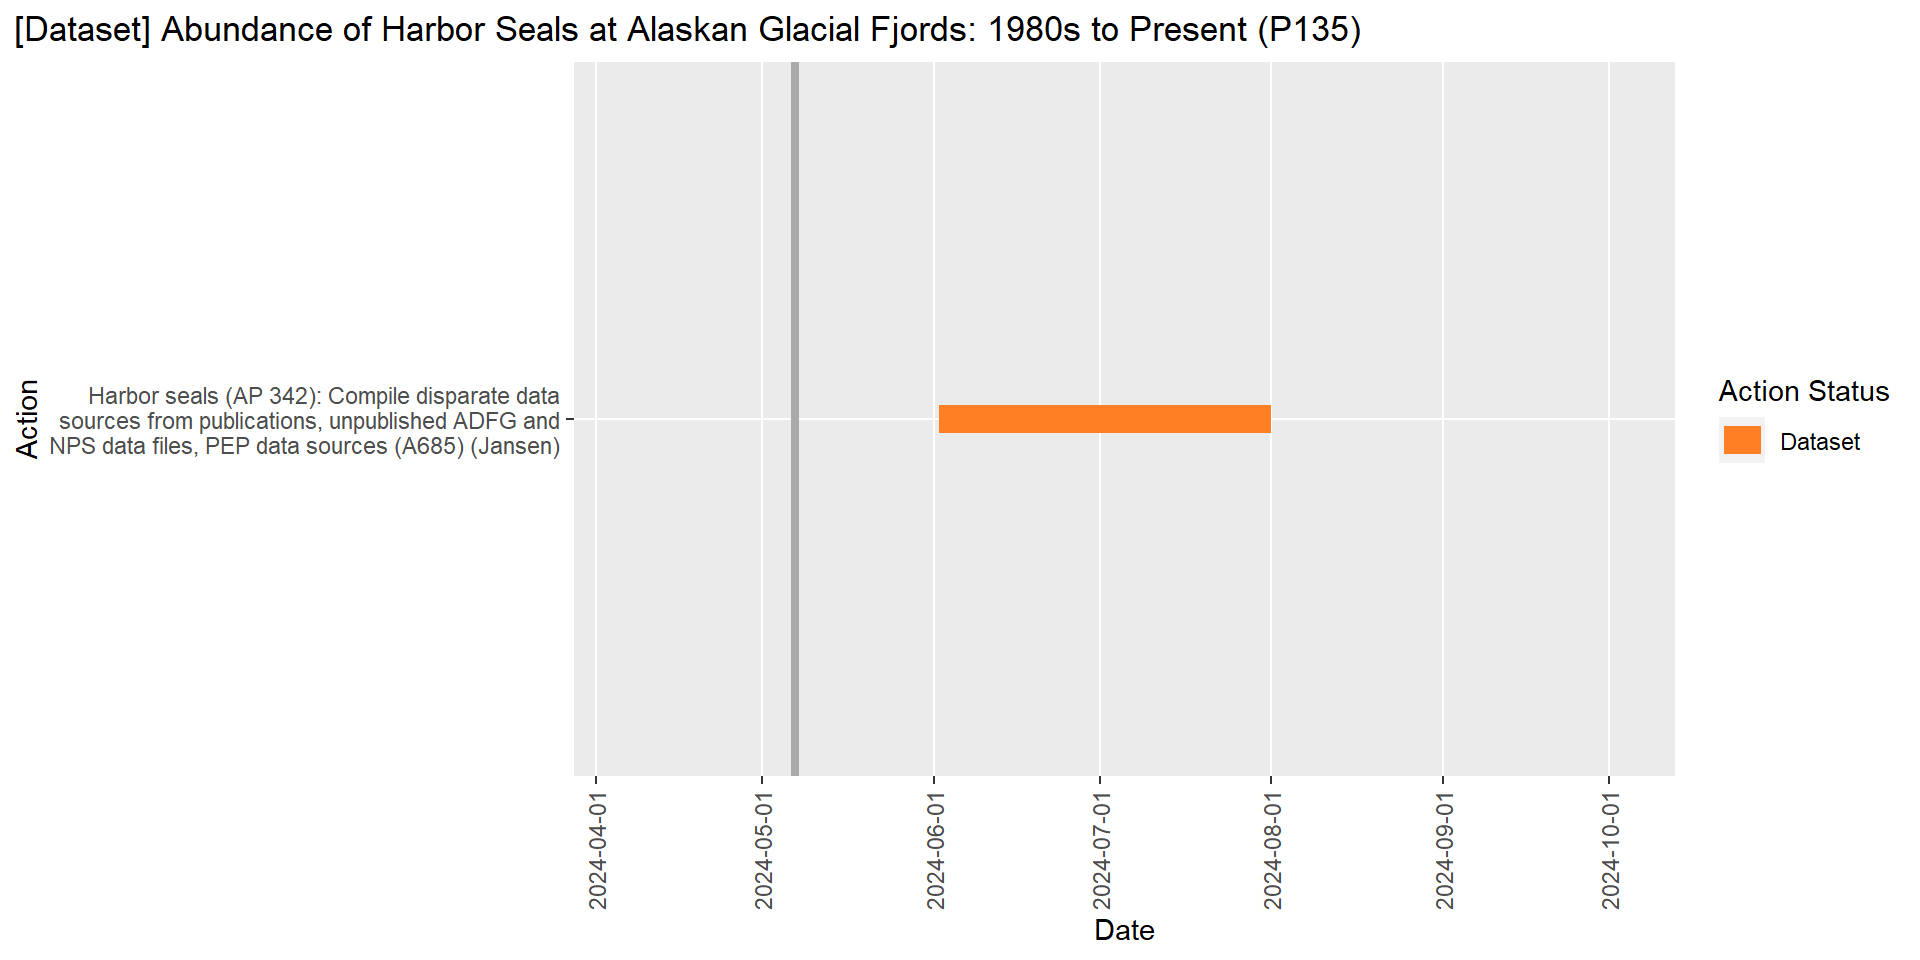 [Dataset] Abundance of Harbor Seals at Alaskan Glacial Fjords: 1980s to Present (P135)
Action
Harbor seals (AP 342): Compile disparate data
sources from publications, unpublished ADFG and
NPS data files, PEP data sources (A685) (Jansen)
Action Status
Dataset
2024-04-01
2024-05-01
2024-06-01
2024-07-01
2024-08-01
2024-09-01
2024-10-01
Date